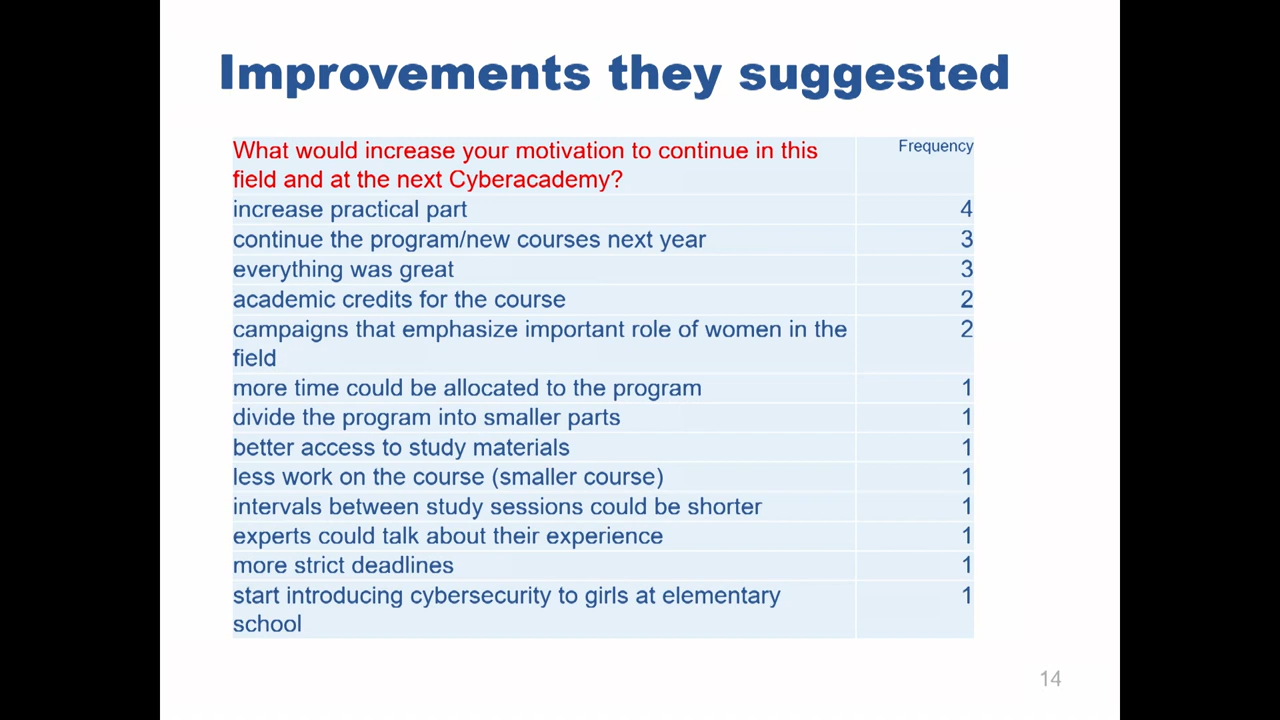 Improvements they suggested
What would increase your motivation to continue in this
field and at the next Cyberacademy?
Frequency
increase practical part 4
continue the program/new courses next year 3
everything was great 3
academic credits for the course 2
campaigns that emphasize important role of women in the 2
field
more time could be allocated to the program 1
divide the program into smaller parts 1
better access to study materials 1
less work on the course (smaller course) 1
intervals between study sessions could be shorter 1
experts could talk about their experience 1
more strict deadlines 1
start introducing cybersecurity to girls at elementary 1
school
14